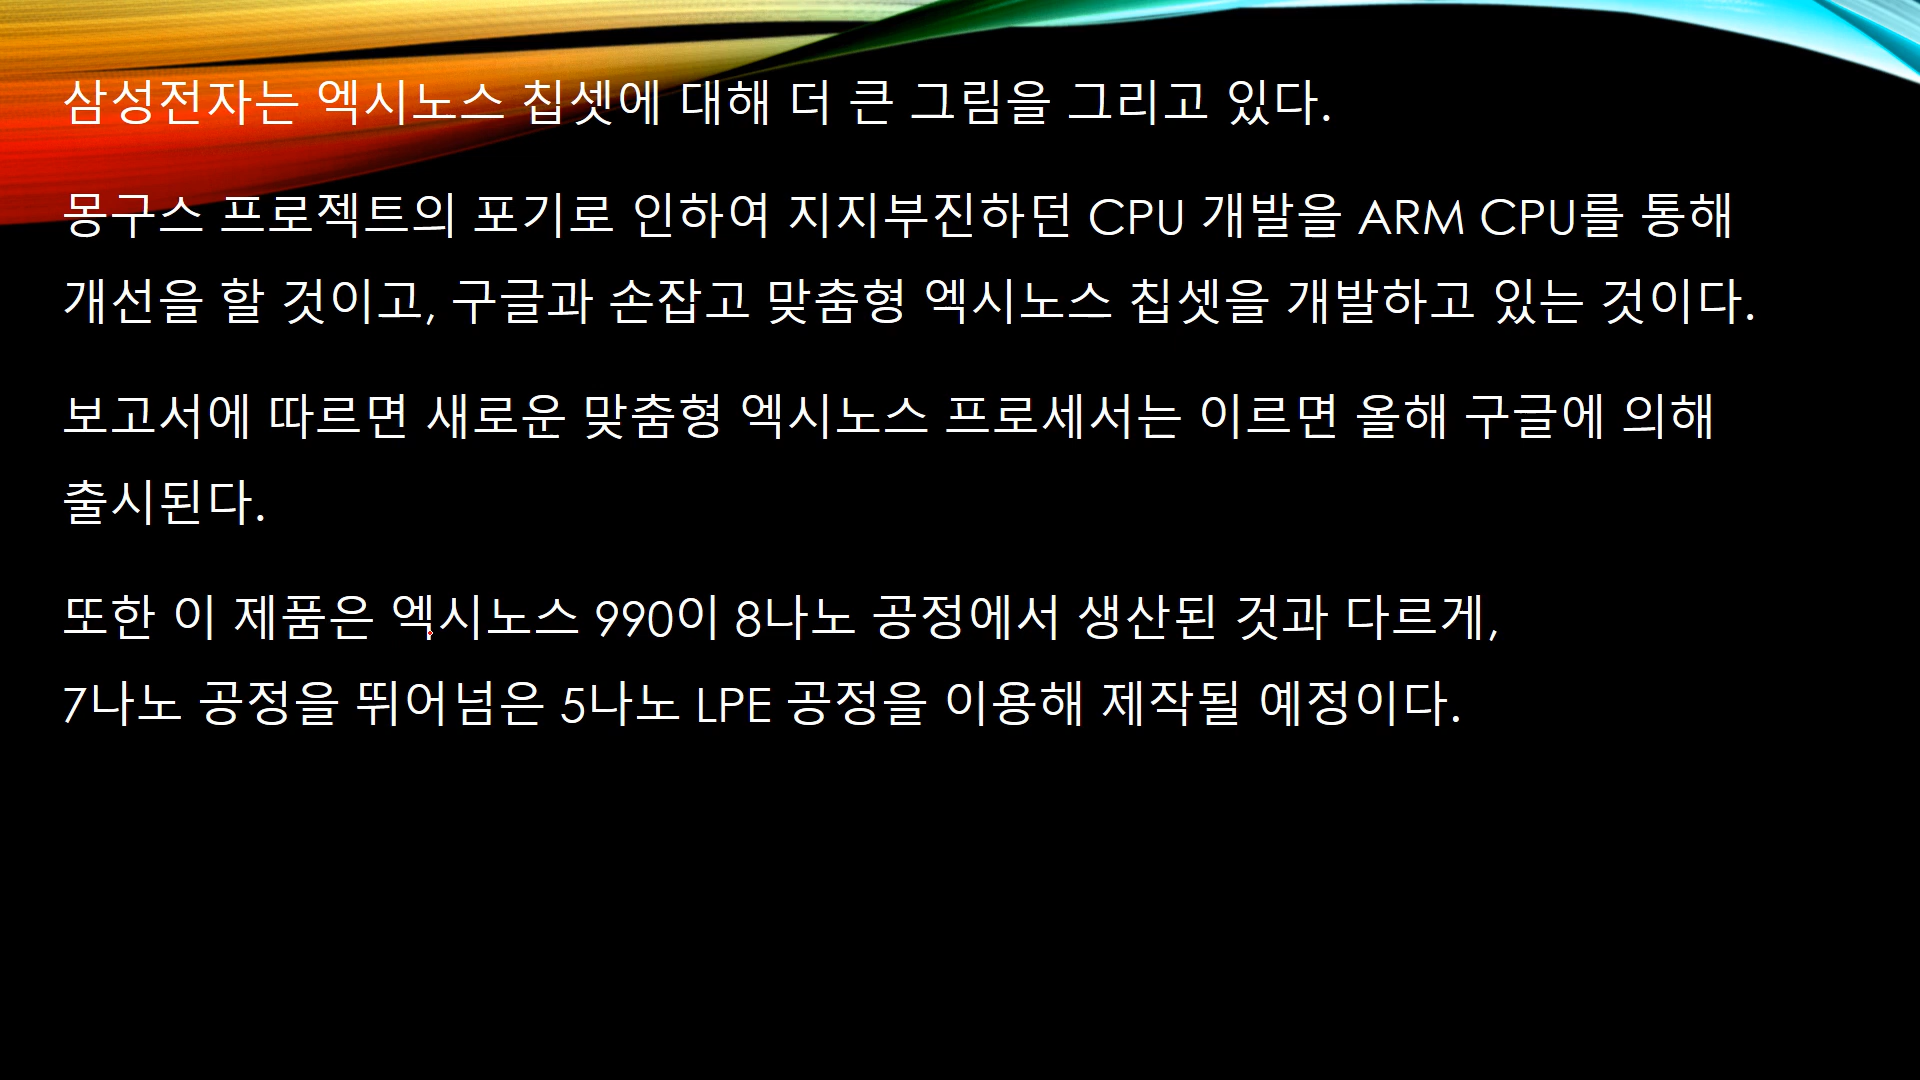 삼성전자는 엑시노스 칩셋에 대해 더 큰 그림을 그리고 있다.
몽구스 프로젝트의 포기로 인하여 지지부진하던 CPU 개발을 ARM CPU를 통해
개선을 할 것이고, 구글과 손잡고 맞춤형 엑시노스 칩셋을 개발하고 있는 것이다.
보고서에 따르면 새로운 맞춤형 엑시노스 프로세서는 이르면 올해 구글에 의해
출시된다.
또한 이 제품은 엑시노스 990이 8나노 공정에서 생산된 것과 다르게,
7나노 공정을 뛰어넘은 5나노 LPE 공정을 이용해 제작될 예정이다.